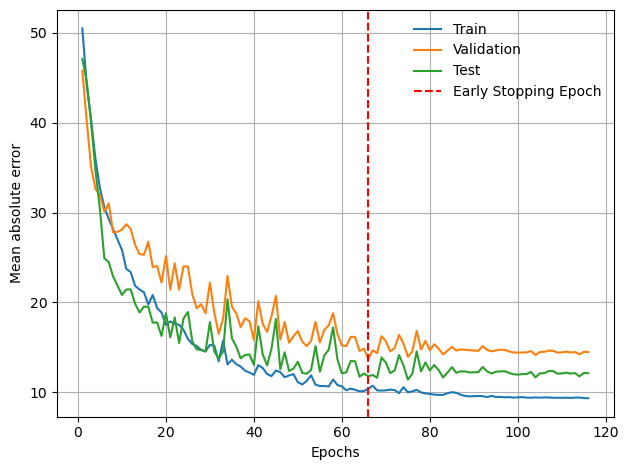 Train
Validation
Test
Early Stopping Epoch
50
40
30
20
10
Mean absolute error
0 20 40 60 80 100 120
Epochs